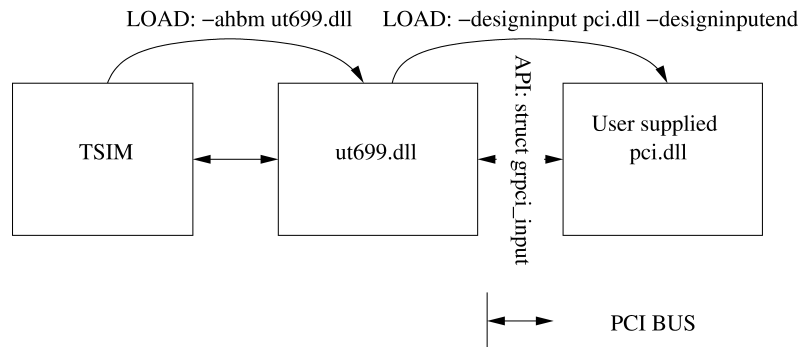 LOAD: −ahbm ut699.dll
LOAD: −designinput pci.dll −designinputend
TSIM
ut699.dll
API: struct grpci_input
User supplied
pci.dll
PCI BUS